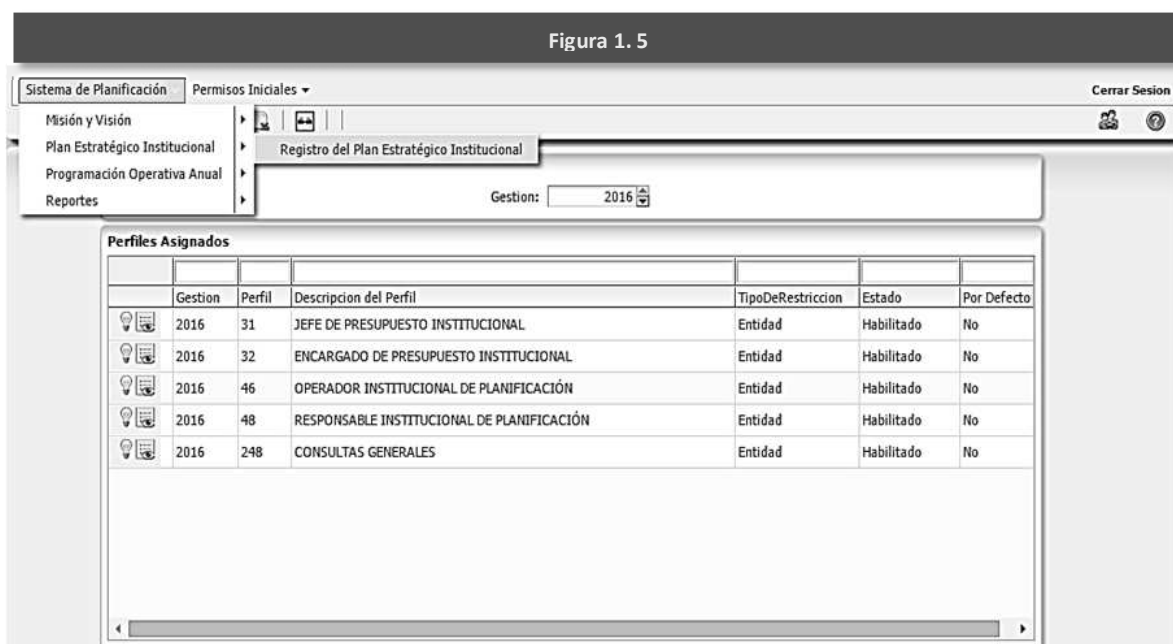 Figura 1. 5
Sistema de Planificación Permisos Iniciales Cerrar Sesion
Misión y Visión
Plan Estratégico Institucional Registro del Plan Estratégico Institucional
Programación Operativa Anual
Reportes
Gestion: 2016
Perfiles Asignados
Gestion Perfil Descripcion del Perfil TipoDeRestriccion Estado Por Defecto
2016 31 JEFE DE PRESUPUESTO INSTITUCIONAL Entidad Habilitado No
2016 32 ENCARGADO DE PRESUPUESTO INSTITUCIONAL Entidad Habilitado No
2016 46 OPERADOR INSTITUCIONAL DE PLANIFICACIÓN Entidad Habilitado No
2016 48 RESPONSABLE INSTITUCIONAL DE PLANIFICACIÓN Entidad Habilitado No
2016 248 CONSULTAS GENERALES Entidad Habilitado No